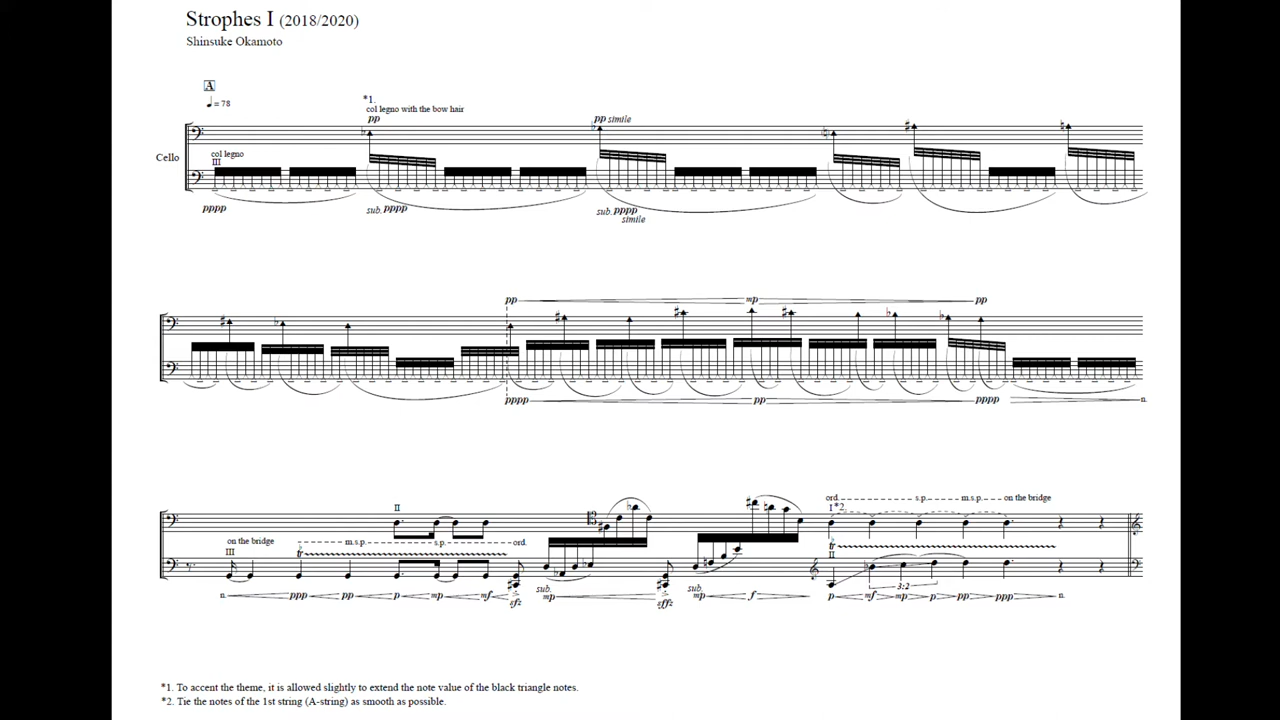 Strophes I (2018/2020)
Shinsuke Okamoto
A
♩ = 78
*1.
col legno with the bow hair
pp
pp simile
Cello
col legno
III
pppp
sub. pppp
sub. pppp
simile
pp mp pp
pppp pp pppp n.
II
ord. s.p. m.s.p. on the bridge
I *2.
on the bridge m.s.p. s.p. ord.
III
tr
tr
II
3:2
n. ppp pp p mp mf sfz sub. mp sffz sub. mp f p mf mp p pp ppp n.
*1. To accent the theme, it is allowed slightly to extend the note value of the black triangle notes.
*2. Tie the notes of the 1st string (A-string) as smooth as possible.